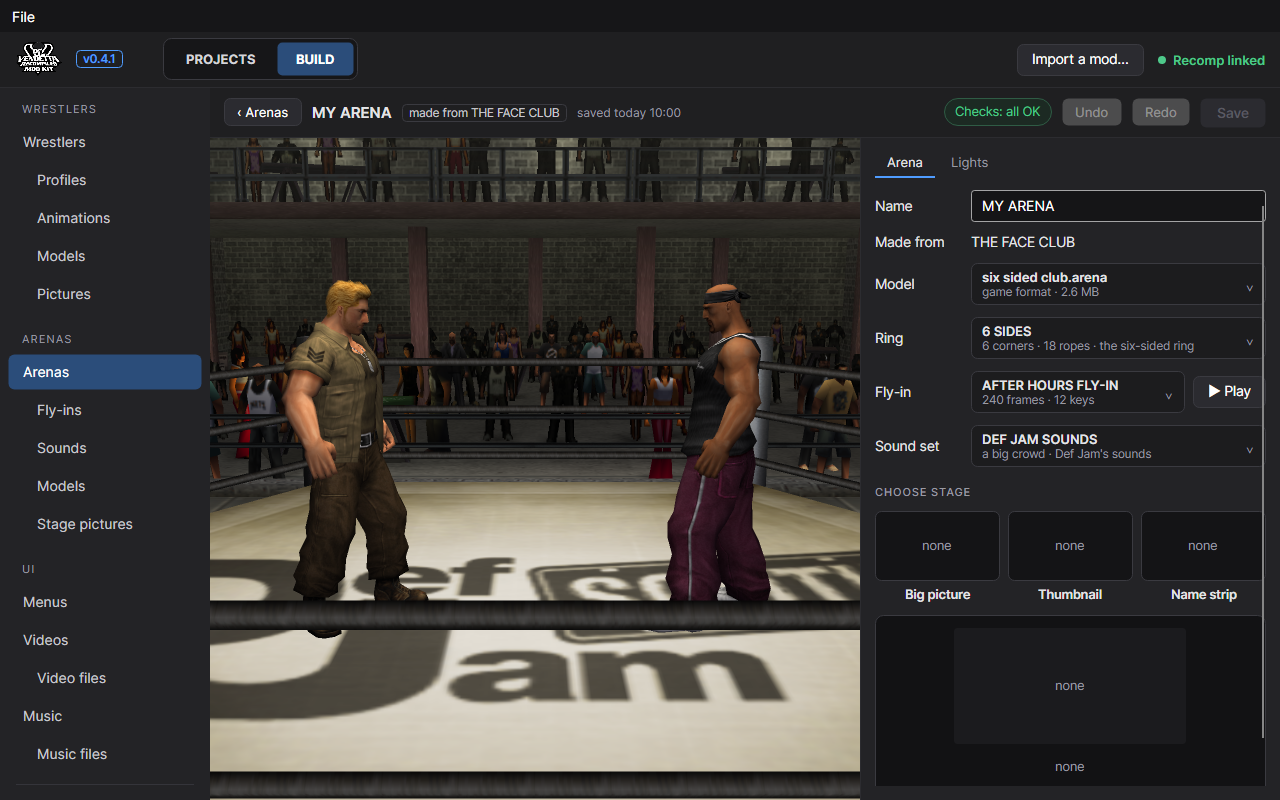 File
VENDETTA
MOD KIT
v0.4.1
PROJECTS
BUILD
Import a mod...
Recomp linked
WRESTLERS
Wrestlers
Profiles
Animations
Models
Pictures
ARENAS
Arenas
Fly-ins
Sounds
Models
Stage pictures
UI
Menus
Videos
Video files
Music
Music files
‹ Arenas
MY ARENA
made from THE FACE CLUB
saved today 10:00
Checks: all OK
Undo
Redo
Save
Def
Jam
Arena
Lights
Name
MY ARENA
Made from
THE FACE CLUB
Model
six sided club.arena
game format · 2.6 MB
Ring
6 SIDES
6 corners · 18 ropes · the six-sided ring
Fly-in
AFTER HOURS FLY-IN
240 frames · 12 keys
▶ Play
Sound set
DEF JAM SOUNDS
a big crowd · Def Jam's sounds
CHOOSE STAGE
none
none
none
Big picture
Thumbnail
Name strip
none
none